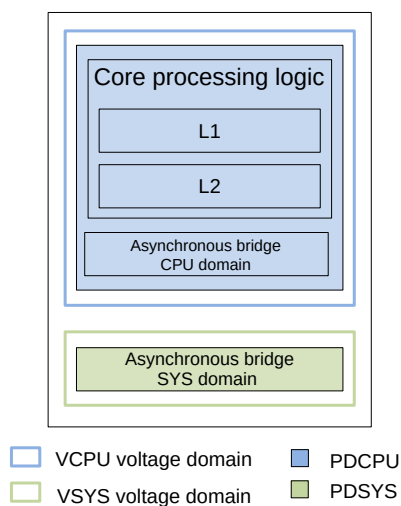 Core processing logic
L1
L2
Asynchronous bridge
CPU domain
Asynchronous bridge
SYS domain
VCPU voltage domain
PDCPU
VSYS voltage domain
PDSYS